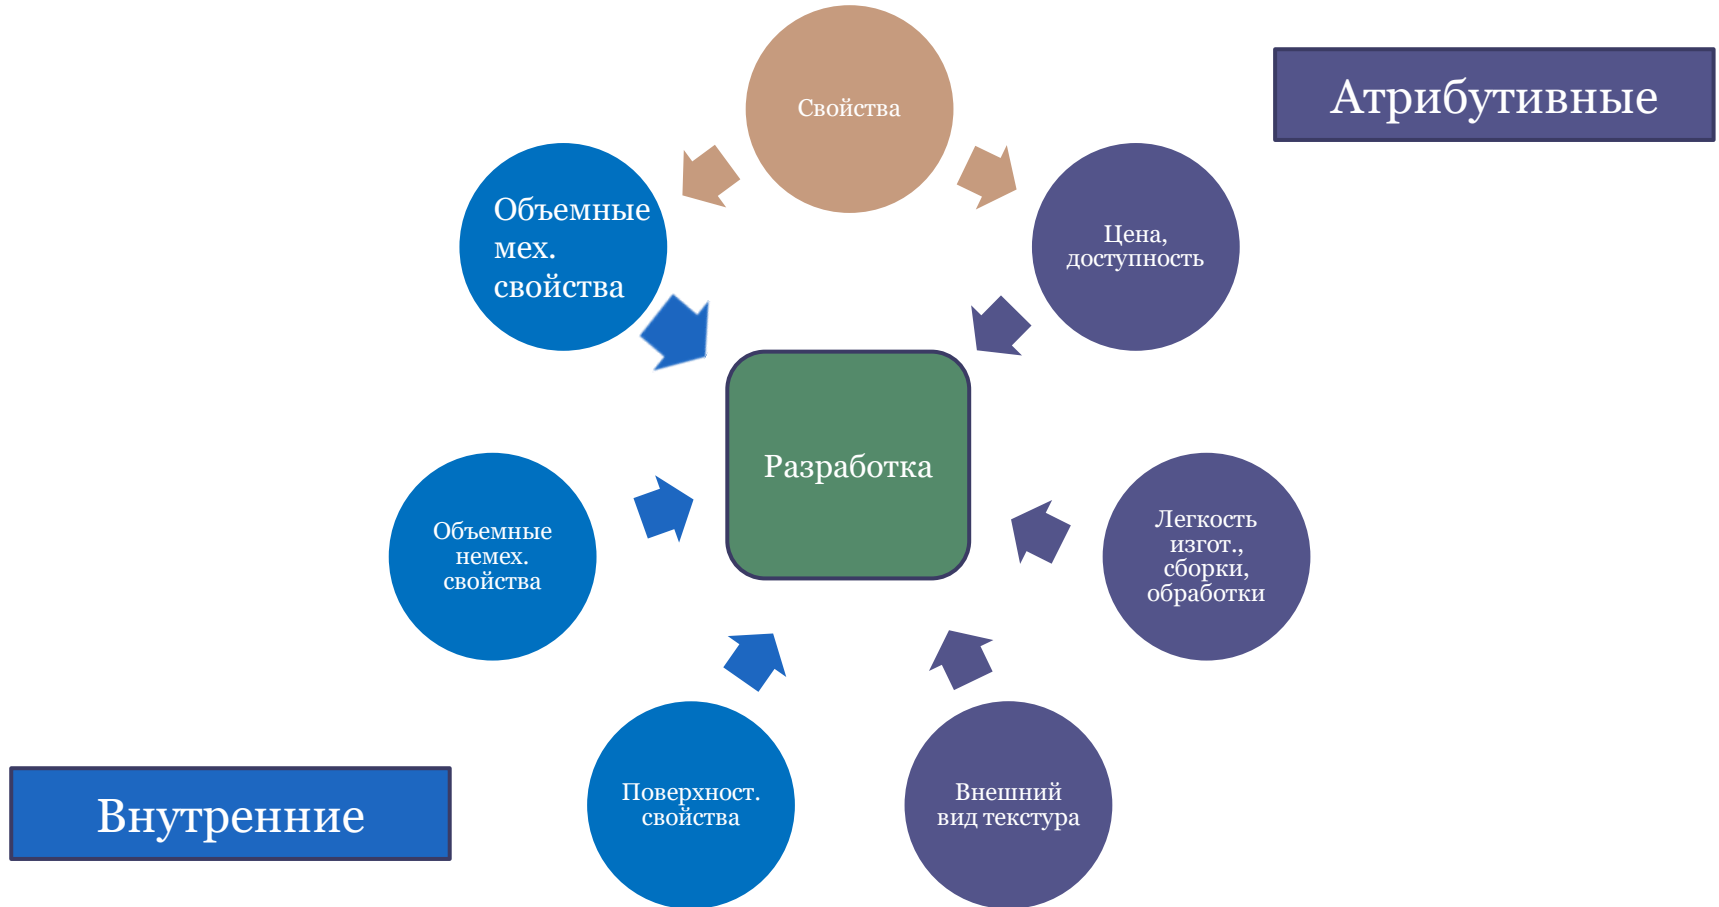 Свойства
Атрибутивные
Объемные
мех.
свойства
Цена,
доступность
Разработка
Объемные
немех.
свойства
Легкость
изгот.,
сборки,
обработки
Поверхност.
свойства
Внешний
вид текстура
Внутренние